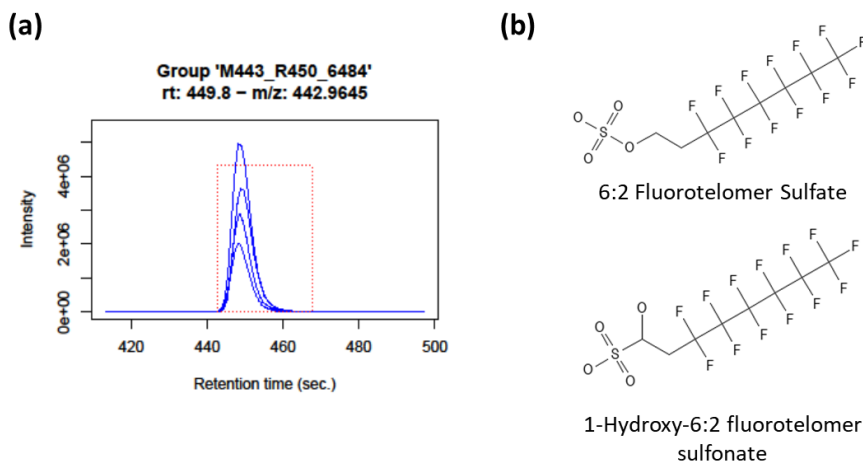 (a)
Group 'M443_R450_6484'
rt: 449.8 − m/z: 442.9645
Intensity
0e+00 2e+06 4e+06
420 440 460 480 500
Retention time (sec.)
(b)
F F F F F F F
F F F F F F
O O S O O
6:2 Fluorotelomer Sulfate
F F F F F F F
F F F F F F
O O S O O
1-Hydroxy-6:2 fluorotelomer
sulfonate